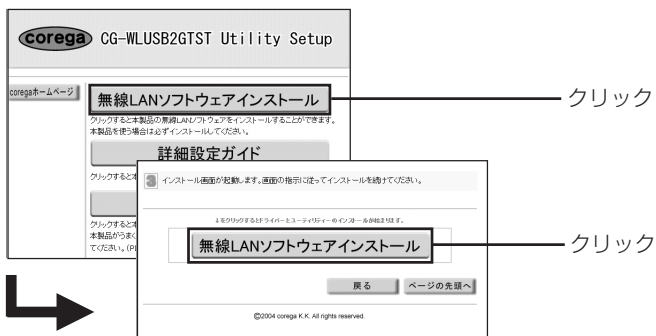 corega CG-WLUSB2GTST Utility Setup
coregaホームページ
無線LANソフトウェアインストール
クリック
クリックすると本製品の無線LANソフトウェアをインストールすることができます。
本製品を使う場合は必ずインストールしてください。
詳細設定ガイド
クリックすると本
クリックすると本
本製品がうまく
てください。(P
3 インストール画面が起動します。画面の指示に従ってインストールを続けてください。
↓をクリックするとドライバーとユーティリティーのインストールが始まります。
無線LANソフトウェアインストール
クリック
戻る ページの先頭へ
©2004 corega K.K. All rights reserved.